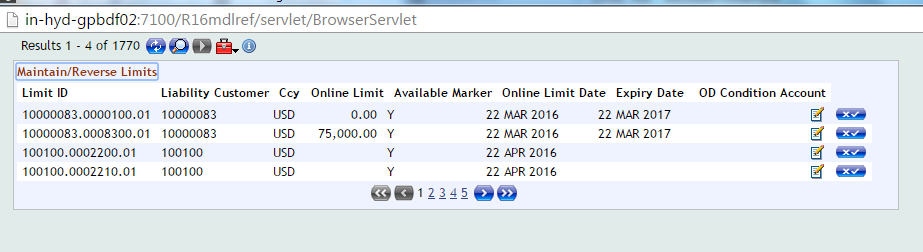 in-hyd-gpbdf02:7100/R16mdlref/servlet/BrowserServlet
Results 1 - 4 of 1770
Maintain/Reverse Limits
Limit ID Liability Customer Ccy Online Limit Available Marker Online Limit Date Expiry Date OD Condition Account
10000083.0000100.01 10000083 USD 0.00 Y 22 MAR 2016 22 MAR 2017
10000083.0008300.01 10000083 USD 75,000.00 Y 22 MAR 2016 22 MAR 2017
100100.0002200.01 100100 USD Y 22 APR 2016
100100.0002210.01 100100 USD Y 22 APR 2016
1 2 3 4 5